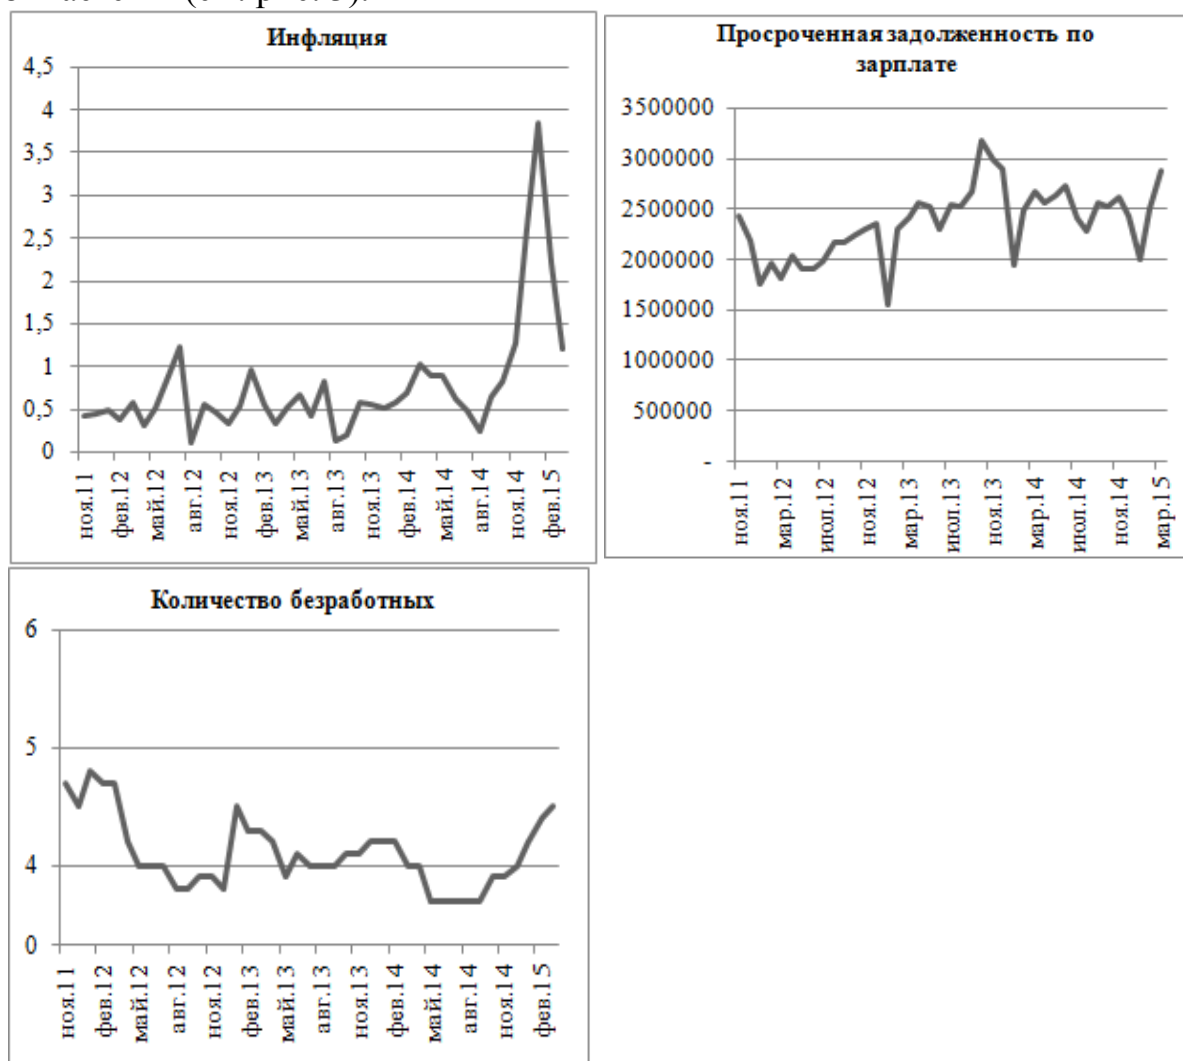 (см. рис. 3).
Инфляция
4,5
4
3,5
3
2,5
2
1,5
1
0,5
0
ноя.11
фев.12
май.12
авг.12
ноя.12
фев.13
май.13
авг.13
ноя.13
фев.14
май.14
авг.14
ноя.14
фев.15
Просроченная задолженность по
зарплате
3500000
3000000
2500000
2000000
1500000
1000000
500000
-
ноя.11
мар.12
июл.12
ноя.12
мар.13
июл.13
ноя.13
мар.14
июл.14
ноя.14
мар.15
Количество безработных
6
5
4
0
ноя.11
фев.12
май.12
авг.12
ноя.12
фев.13
май.13
авг.13
ноя.13
фев.14
май.14
авг.14
ноя.14
фев.15